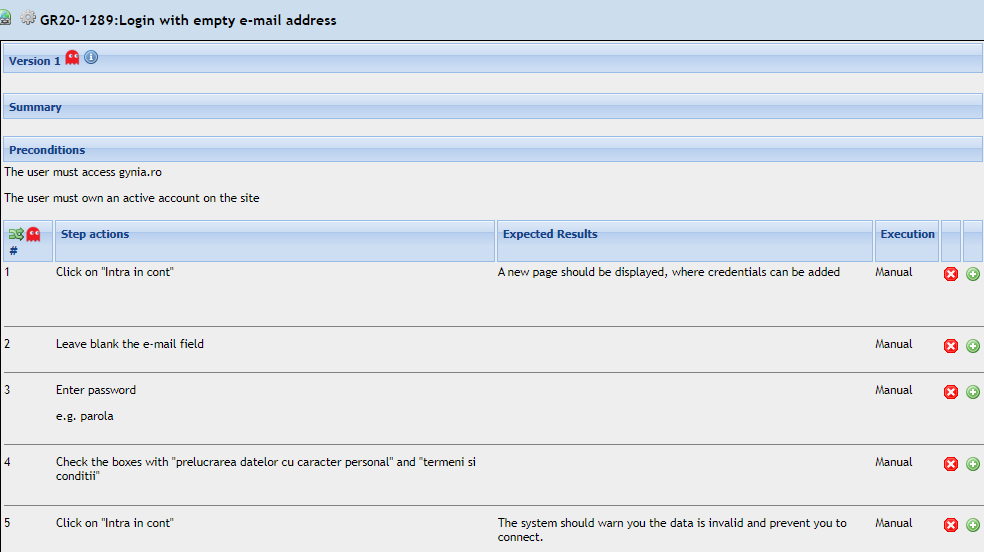 GR20-1289:Login with empty e-mail address
Version 1
Summary
Preconditions
The user must access gynia.ro
The user must own an active account on the site
# Step actions Expected Results Execution
1 Click on "Intra in cont" A new page should be displayed, where credentials can be added Manual
2 Leave blank the e-mail field Manual
3 Enter password Manual
e.g. parola
4 Check the boxes with "prelucrarea datelor cu caracter personal" and "termeni si Manual
conditii"
5 Click on "Intra in cont" The system should warn you the data is invalid and prevent you to Manual
connect.